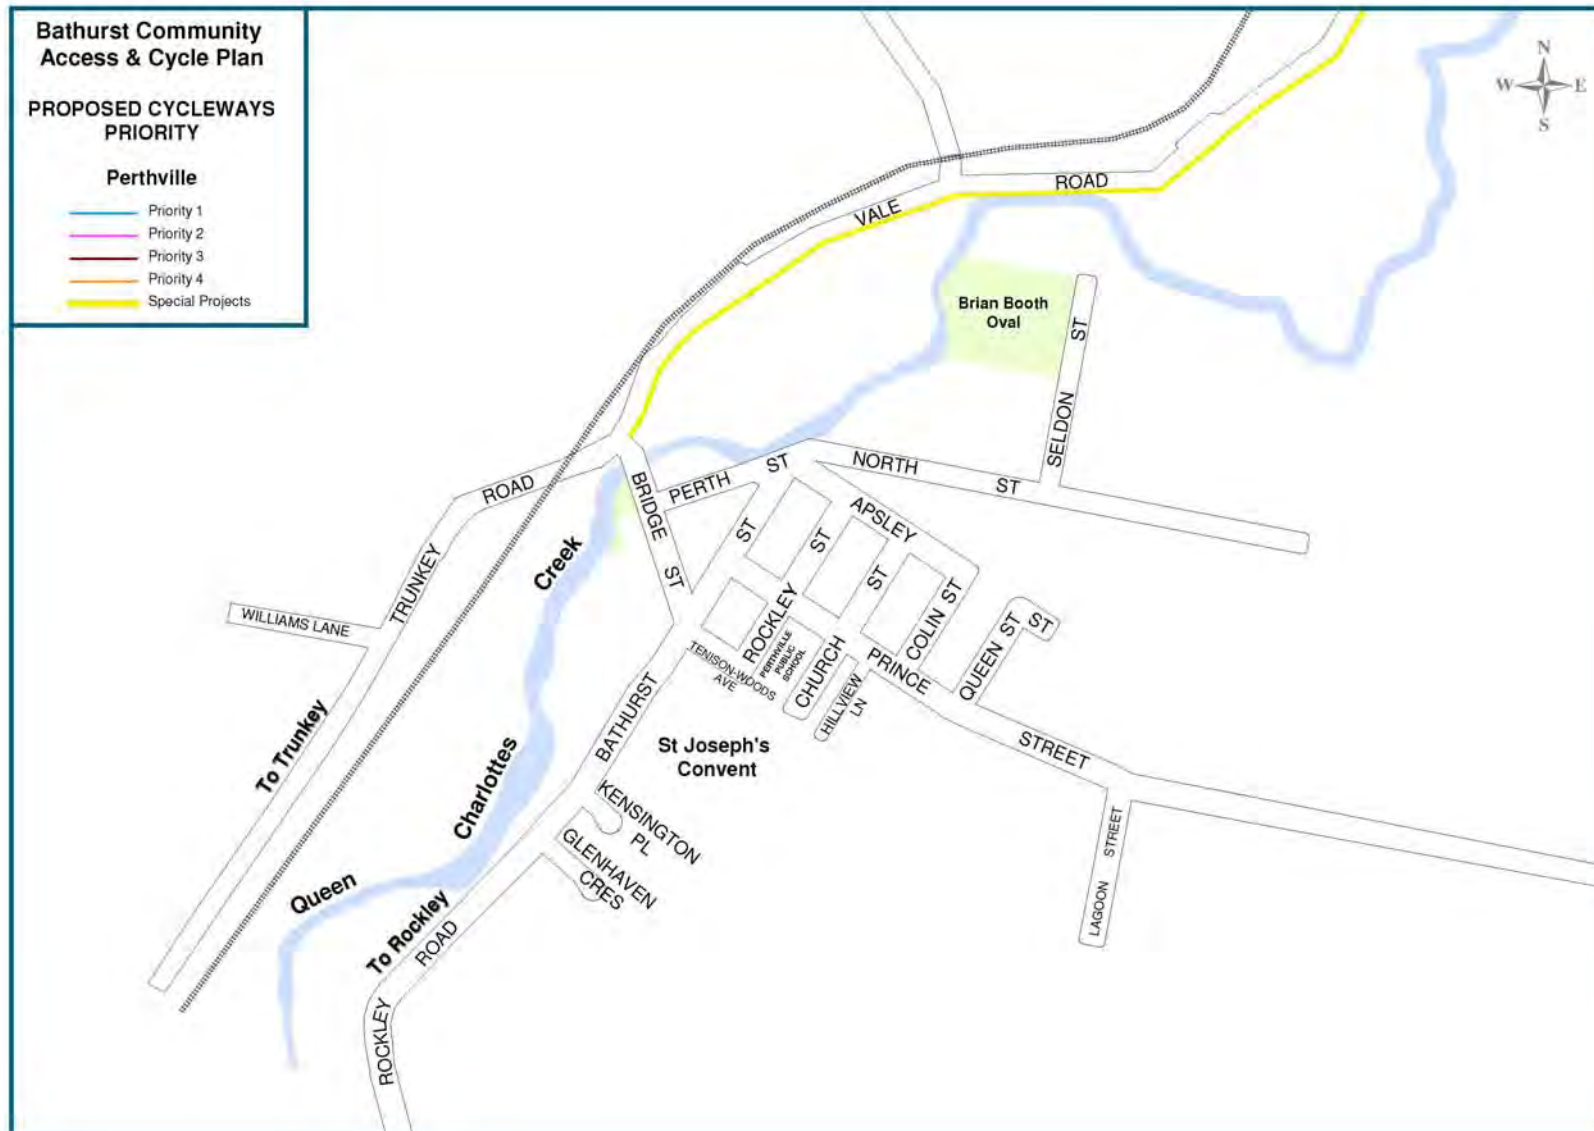 Bathurst Community
Access & Cycle Plan
PROPOSED CYCLEWAYS
PRIORITY
Perthville
Priority 1
Priority 2
Priority 3
Priority 4
Special Projects
N
W
E
S
VALE
ROAD
Brian Booth
Oval
SELDON
ST
NORTH
ST
PERTH
ST
BRIDGE
ST
ROAD
TRUNKEY
WILLIAMS LANE
To Trunkey
Creek
Charlottes
Queen
APSLEY
ST
ST
ROCKLEY
ST
CHURCH
COLIN ST
QUEEN ST
ST
PERTHVILLE
PUBLIC
SCHOOL
TENISON-WOODS
AVE
HILLVIEW
LN
PRINCE
STREET
BATHURST
St Joseph's
Convent
KENSINGTON
PL
GLENHAVEN
CRES
LAGOON
STREET
To Rockley
ROAD
ROCKLEY